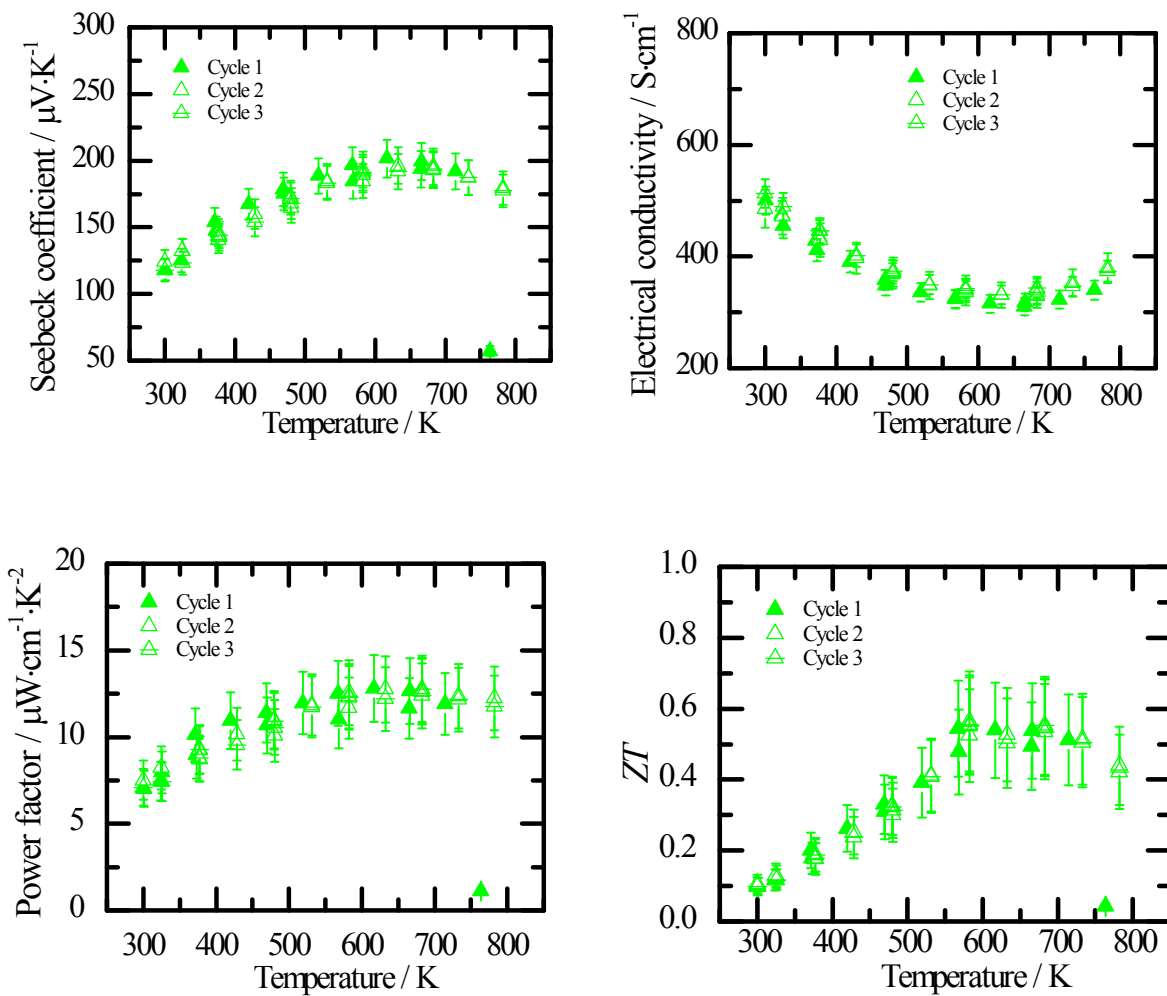 300
250
200
150
100
50
Seebeck coefficient / μV·K⁻¹
Cycle 1
Cycle 2
Cycle 3
300 400 500 600 700 800
Temperature / K
800
600
400
200
Electrical conductivity / S·cm⁻¹
Cycle 1
Cycle 2
Cycle 3
300 400 500 600 700 800
Temperature / K
20
15
10
5
0
Power factor / μW·cm⁻¹·K⁻²
Cycle 1
Cycle 2
Cycle 3
300 400 500 600 700 800
Temperature / K
1.0
0.8
0.6
0.4
0.2
0.0
ZT
Cycle 1
Cycle 2
Cycle 3
300 400 500 600 700 800
Temperature / K